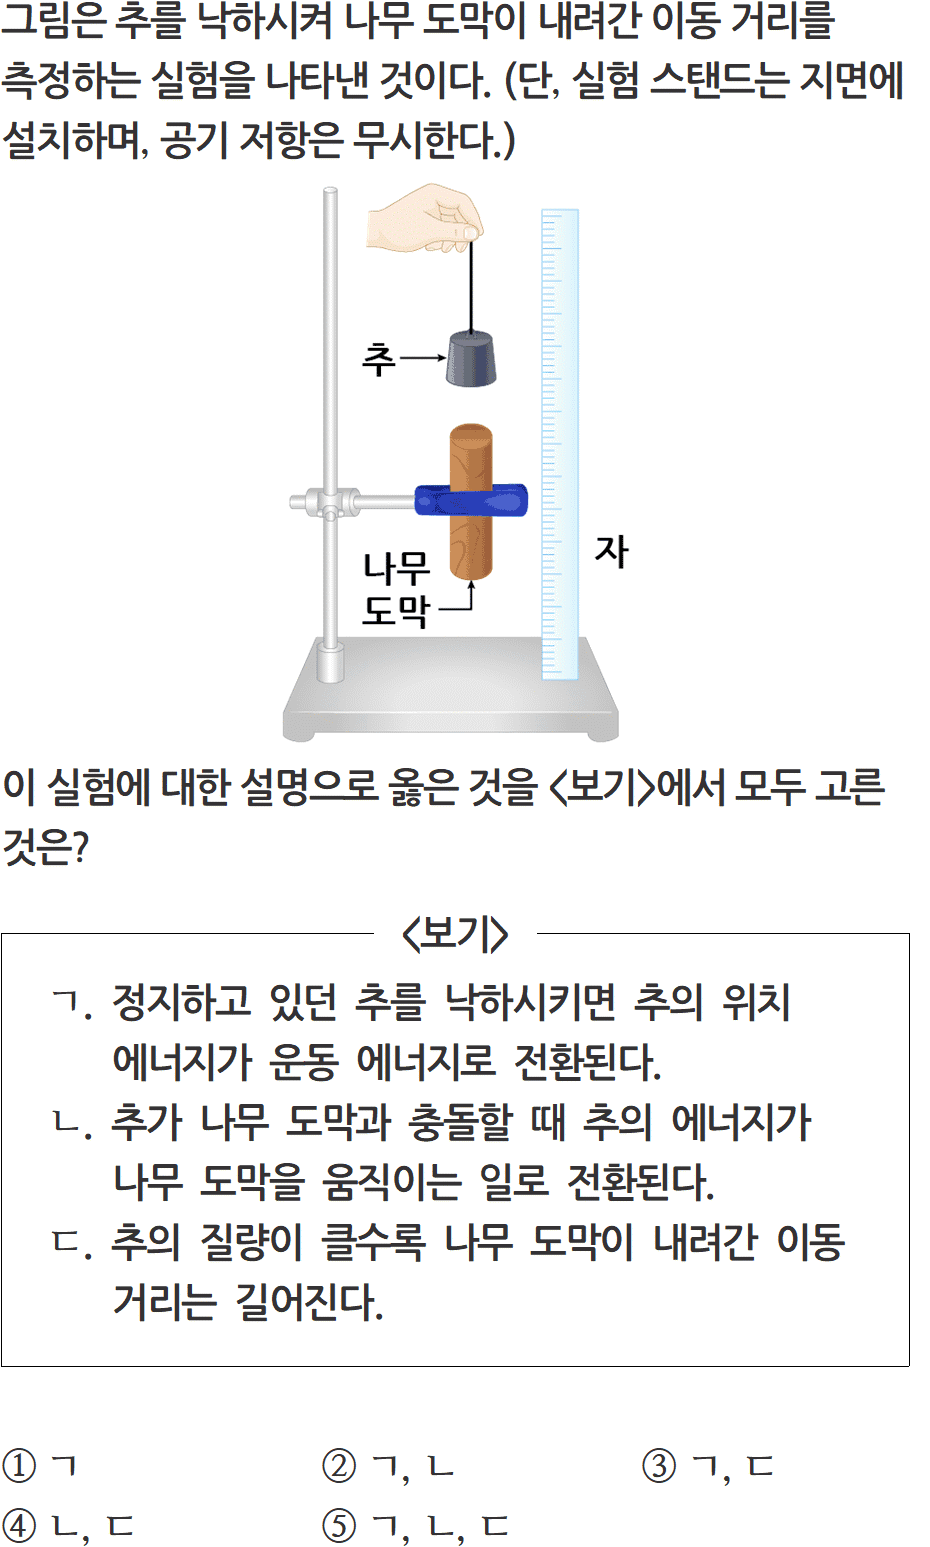 그림은 추를 낙하시켜 나무 도막이 내려간 이동 거리를
측정하는 실험을 나타낸 것이다. (단, 실험 스탠드는 지면에
설치하며, 공기 저항은 무시한다.)
추
자
나무
도막
이 실험에 대한 설명으로 옳은 것을 <보기>에서 모두 고른
것은?
<보기>
ㄱ. 정지하고 있던 추를 낙하시키면 추의 위치
에너지가 운동 에너지로 전환된다.
ㄴ. 추가 나무 도막과 충돌할 때 추의 에너지가
나무 도막을 움직이는 일로 전환된다.
ㄷ. 추의 질량이 클수록 나무 도막이 내려간 이동
거리는 길어진다.
① ㄱ ② ㄱ, ㄴ ③ ㄱ, ㄷ
④ ㄴ, ㄷ ⑤ ㄱ, ㄴ, ㄷ